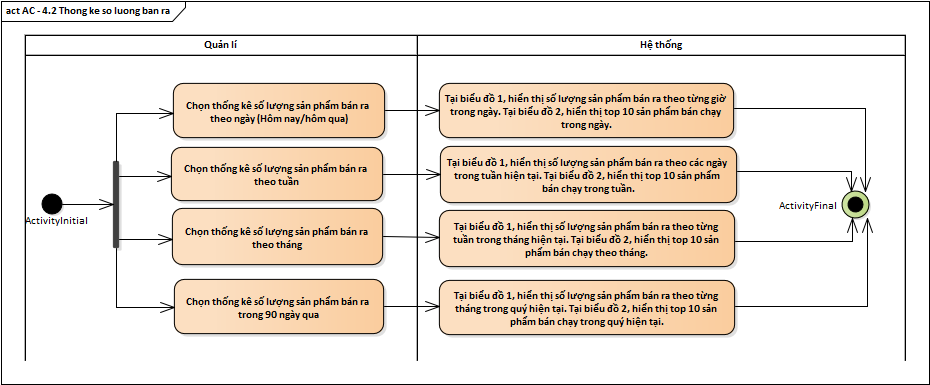 act AC - 4.2 Thong ke so luong ban ra
Quản lí
Hệ thống
Chọn thống kê số lượng sản phẩm bán ra
theo ngày (Hôm nay/hôm qua)
Tại biểu đồ 1, hiển thị số lượng sản phẩm bán ra theo từng giờ
trong ngày. Tại biểu đồ 2, hiển thị top 10 sản phẩm bán chạy
trong ngày.
Chọn thống kê số lượng sản phẩm bán ra
theo tuần
Tại biểu đồ 1, hiển thị số lượng sản phẩm bán ra theo các ngày
trong tuần hiện tại. Tại biểu đồ 2, hiển thị top 10 sản phẩm
bán chạy trong tuần.
ActivityInitial
ActivityFinal
Chọn thống kê số lượng sản phẩm bán ra
theo tháng
Tại biểu đồ 1, hiển thị số lượng sản phẩm bán ra theo từng
tuần trong tháng hiện tại. Tại biểu đồ 2, hiển thị top 10 sản
phẩm bán chạy theo tháng.
Chọn thống kê số lượng sản phẩm bán ra
trong 90 ngày qua
Tại biểu đồ 1, hiển thị số lượng sản phẩm bán ra theo từng
tháng trong quý hiện tại. Tại biểu đồ 2, hiển thị top 10 sản
phẩm bán chạy trong quý hiện tại.